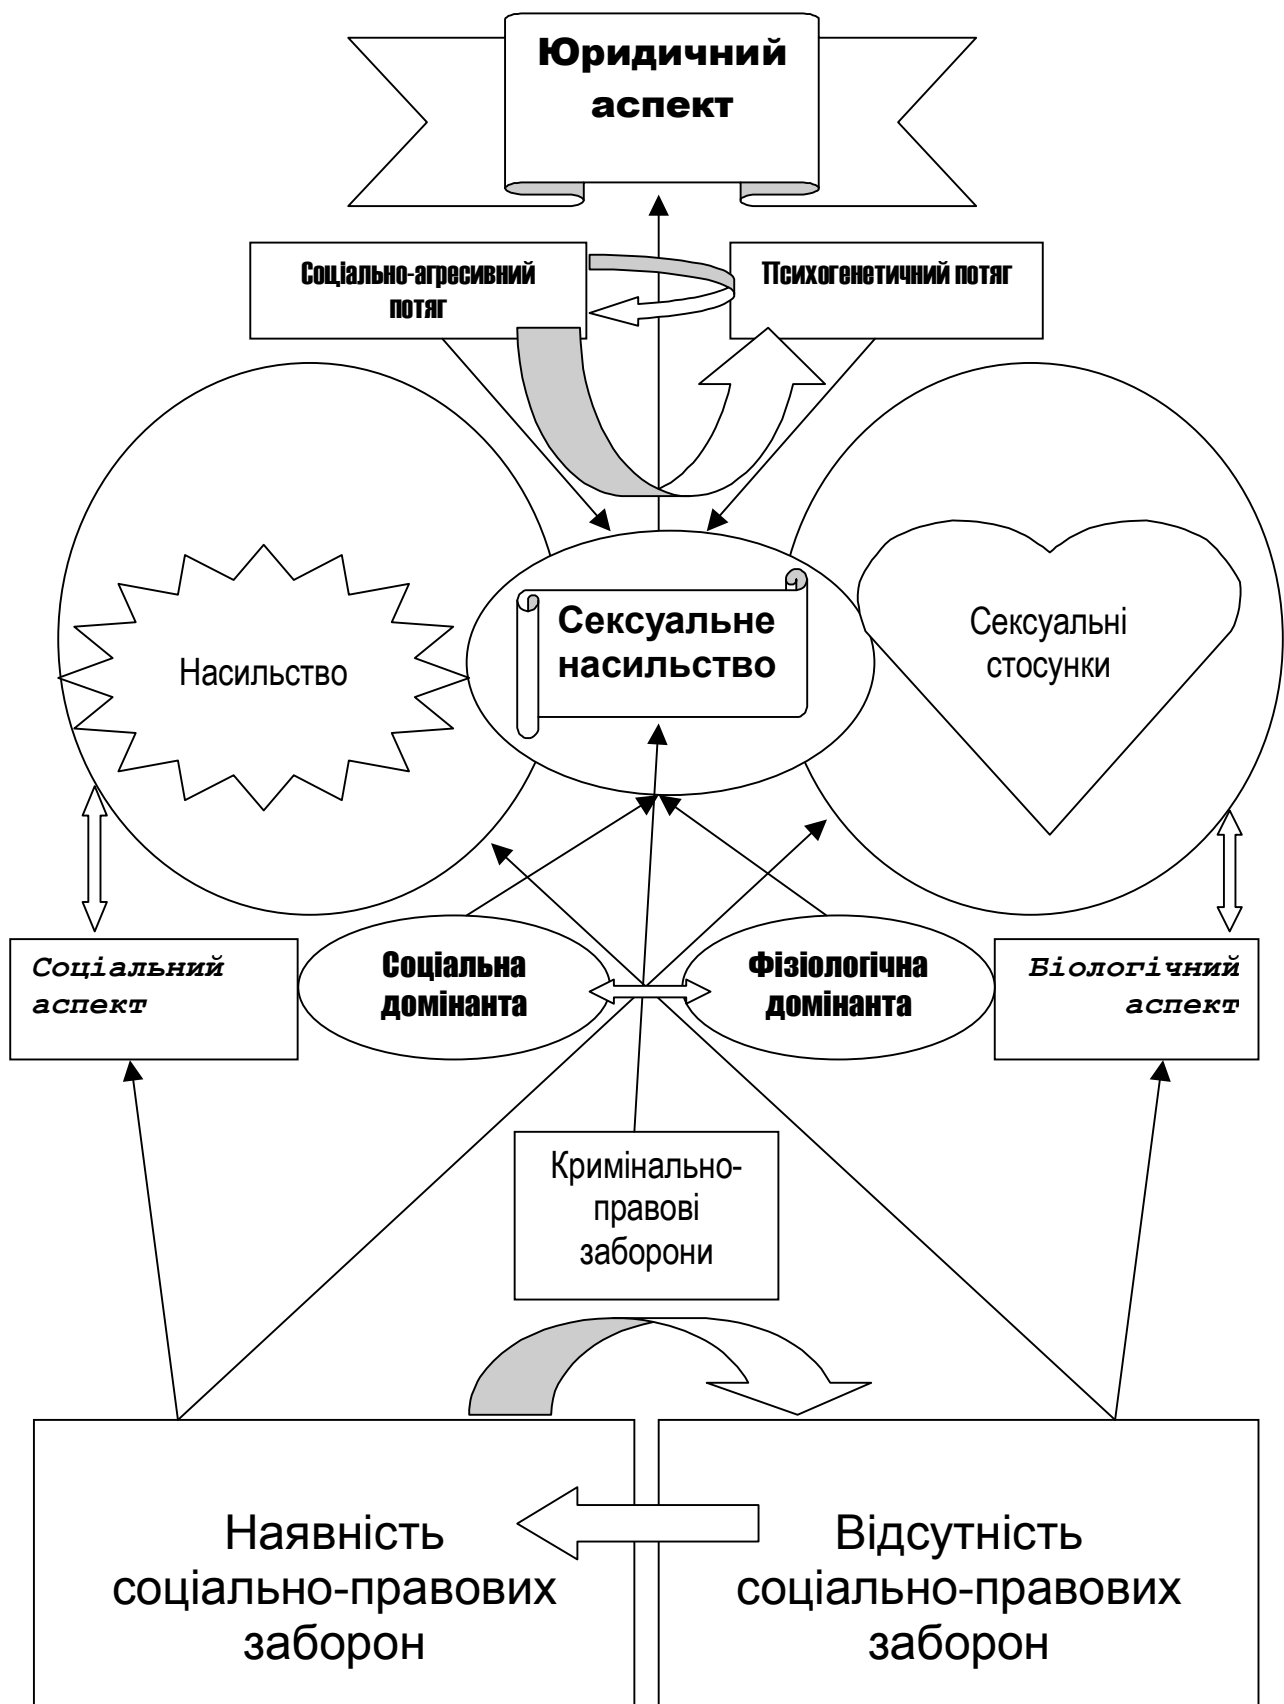 Юридичний
аспект
Соціально-агресивний
потяг
Психогенетичний потяг
Насильство
Сексуальне
насильство
Сексуальні
стосунки
Соціальний
аспект
Соціальна
домінанта
Фізіологічна
домінанта
Біологічний
аспект
Кримінально-
правові
заборони
Наявність
соціально-правових
заборон
Відсутність
соціально-правових
заборон